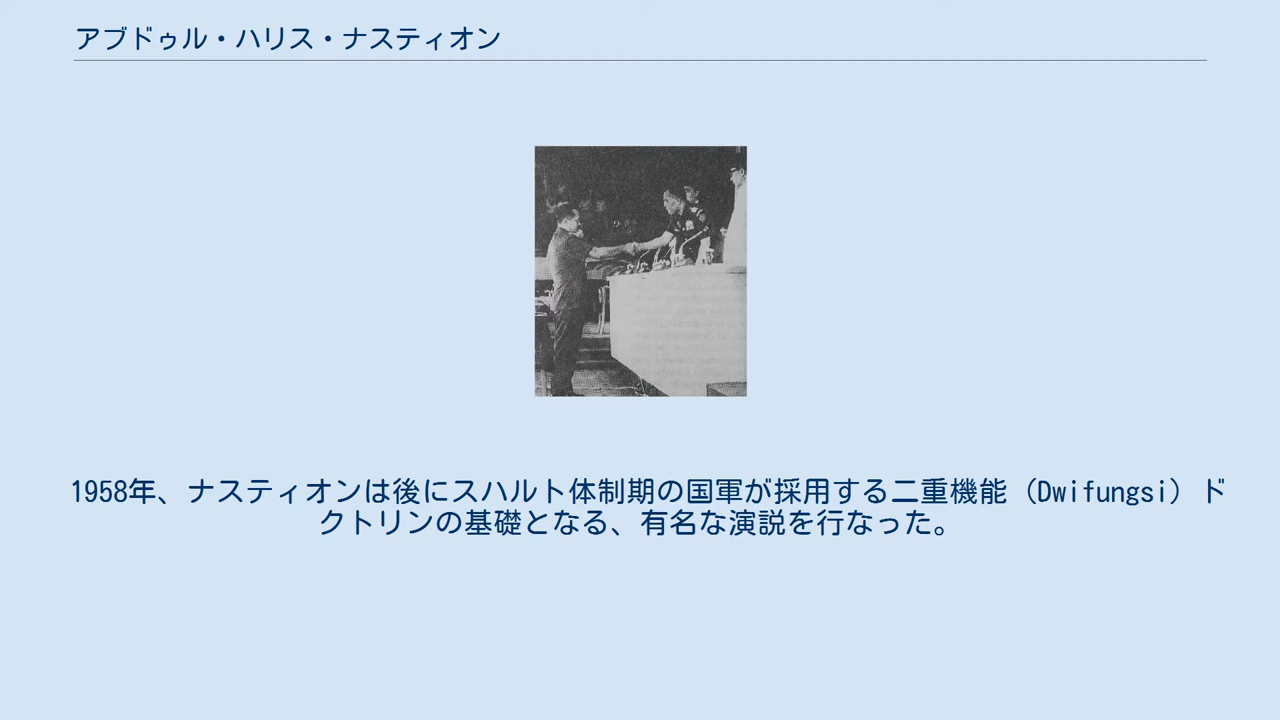 アブドゥル・ハリス・ナスティオン
1958年、ナスティオンは後にスハルト体制期の国軍が採用する二重機能（Dwifungsi）ド
クトリンの基礎となる、有名な演説を行なった。